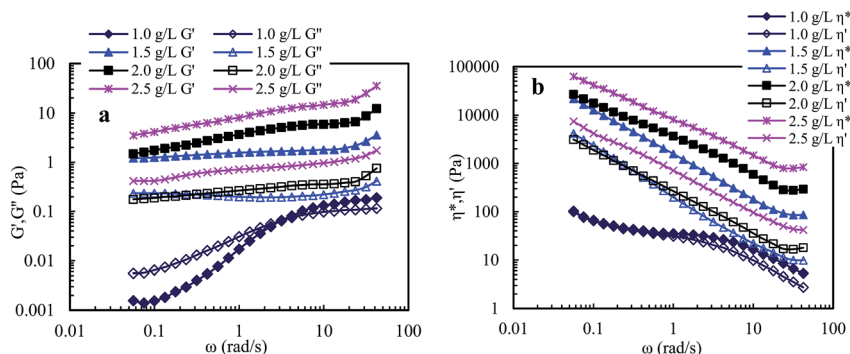 1.0 g/L G' 1.0 g/L G''
1.5 g/L G' 1.5 g/L G''
2.0 g/L G' 2.0 g/L G''
2.5 g/L G' 2.5 g/L G''
100
10
1
0.1
0.01
0.001
G',G'' (Pa)
a
0.01 0.1 1 10 100
ω (rad/s)
1.0 g/L η*
1.0 g/L η'
1.5 g/L η*
1.5 g/L η'
2.0 g/L η*
2.0 g/L η'
2.5 g/L η*
2.5 g/L η'
100000
10000
1000
100
10
1
η*,η' (Pa)
b
0.01 0.1 1 10 100
ω (rad/s)